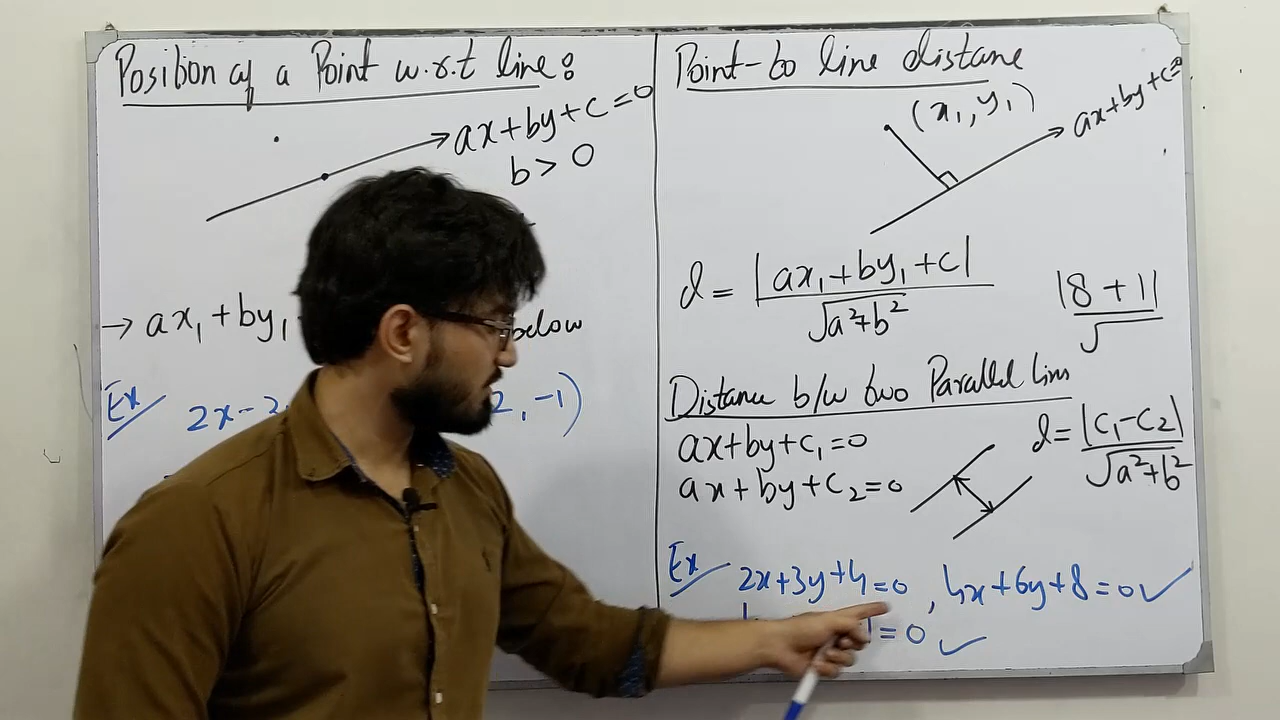 Position of a Point w.r.t line:
ax+by+c=0
b>0
→ ax₁+by₁
below
Ex
2x-
2, -1)
Point-to line distane
(x₁, y₁)
ax+by+c=0
d = |ax₁+by₁+c| / √a²+b²
|8+1| / √
Distance b/w two Parallel Lines
ax+by+c₁=0
ax+by+c₂=0
d= |c₁-c₂| / √a²+b²
Ex 2x+3y+4=0, 4x+6y+8=0 ✓
=0 ✓